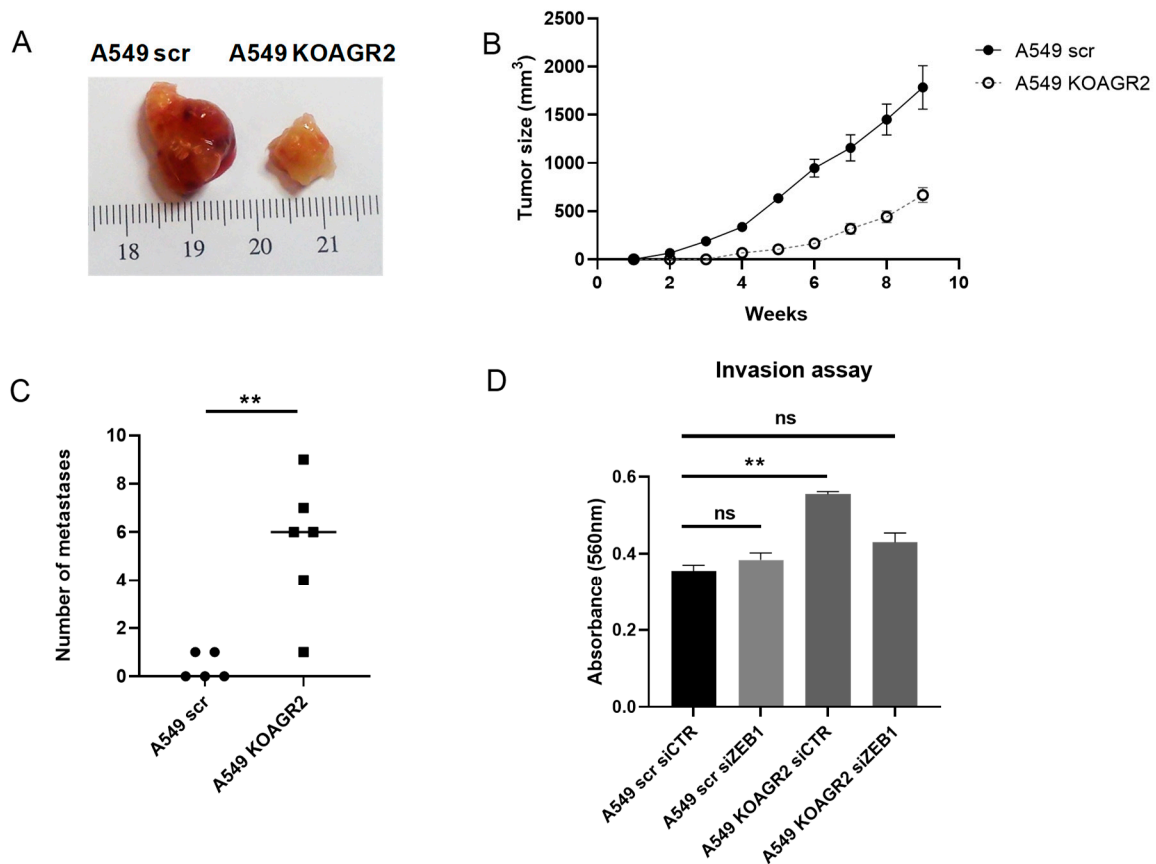 A
A549 scr A549 KOAGR2
18 19 20 21
B
Tumor size (mm³)
2500
2000
1500
1000
500
0
0 2 4 6 8 10
Weeks
A549 scr
A549 KOAGR2
C
**
Number of metastases
10
8
6
4
2
0
A549 scr
A549 KOAGR2
D
Invasion assay
ns
**
ns
Absorbance (560nm)
0.6
0.4
0.2
0.0
A549 scr siCTR
A549 scr siZEB1
A549 KOAGR2 siCTR
A549 KOAGR2 siZEB1